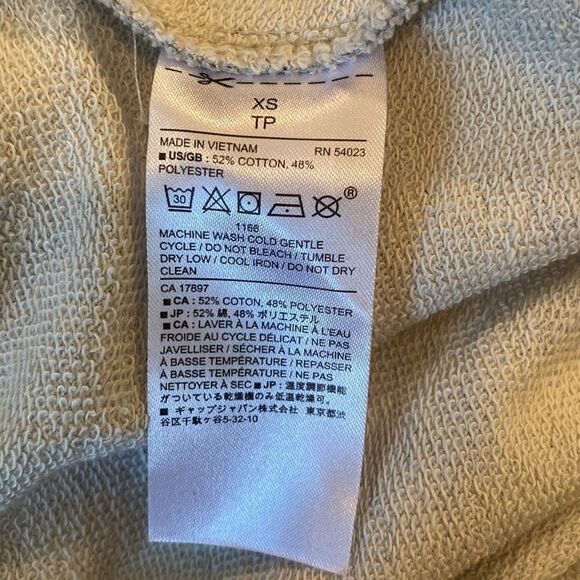 XS
TP
MADE IN VIETNAM RN 54023
■ US/GB : 52% COTTON, 48%
POLYESTER
30 ®
1166
MACHINE WASH COLD GENTLE
CYCLE / DO NOT BLEACH / TUMBLE
DRY LOW / COOL IRON / DO NOT DRY
CLEAN
CA 17897
■ CA : 52% COTON, 48% POLYESTER
■ JP : 52% 綿, 48% ポリエステル
■ CA : LAVER À LA MACHINE À L'EAU
FROIDE AU CYCLE DÉLICAT / NE PAS
JAVELLISER / SÉCHER À LA MACHINE
À BASSE TEMPÉRATURE / REPASSER
À BASSE TEMPÉRATURE / NE PAS
NETTOYER À SEC ■ JP : 温度調節機能
がついている乾燥機のみ低温乾燥可。
■ ギャップジャパン株式会社 東京都渋
谷区千駄ヶ谷5-32-10